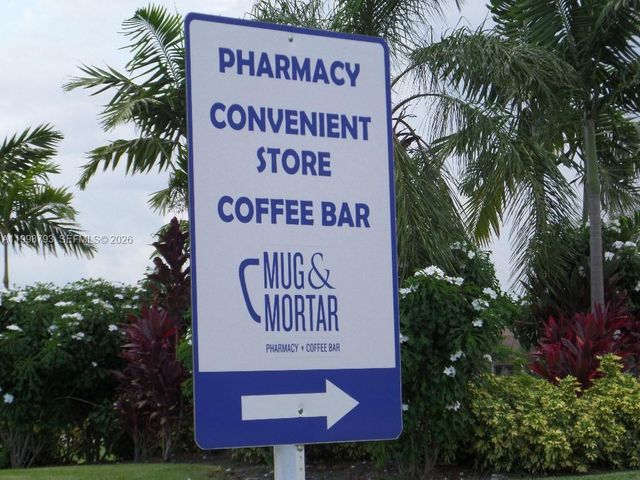 PHARMACY
CONVENIENT
STORE
COFFEE BAR
MUG &
MORTAR
PHARMACY + COFFEE BAR